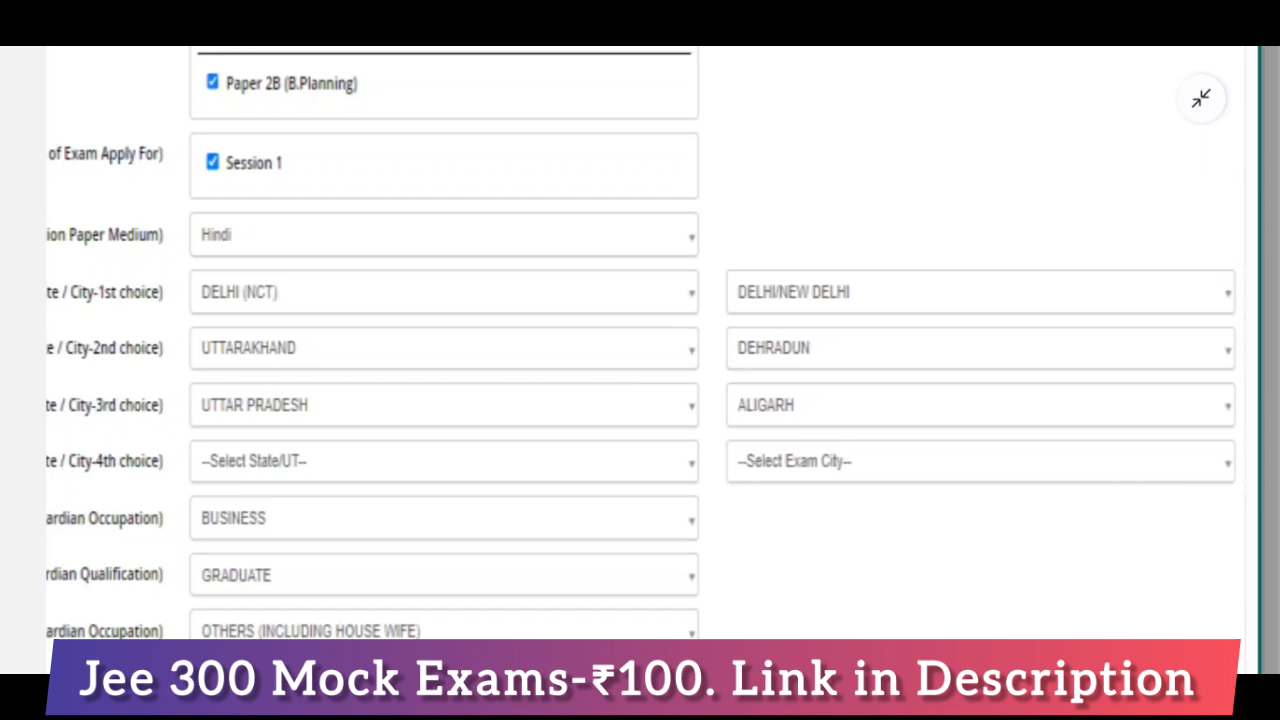 Paper 2B (B.Planning)
of Exam Apply For)
Session 1
ion Paper Medium)
Hindi
te / City-1st choice)
DELHI (NCT)
DELHI/NEW DELHI
e / City-2nd choice)
UTTARAKHAND
DEHRADUN
te / City-3rd choice)
UTTAR PRADESH
ALIGARH
te / City-4th choice)
--Select State/UT--
--Select Exam City--
ardian Occupation)
BUSINESS
rdian Qualification)
GRADUATE
ardian Occupation)
OTHERS (INCLUDING HOUSE WIFE)
Jee 300 Mock Exams-₹100. Link in Description